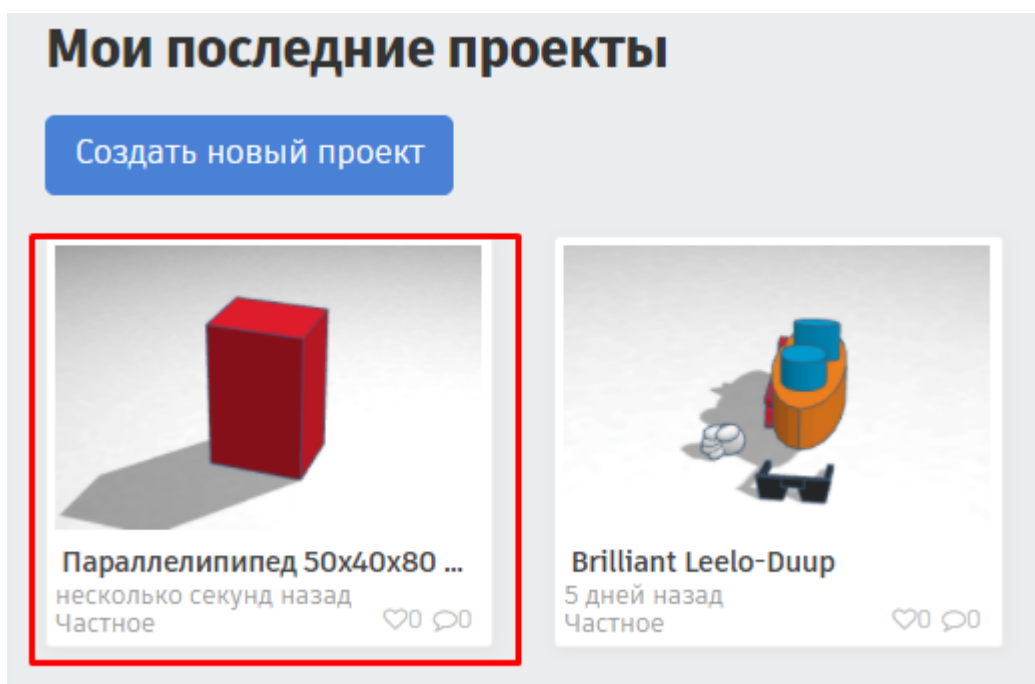 Мои последние проекты
Создать новый проект
Параллелипипед 50x40x80 ...
несколько секунд назад
Частное
0 0
Brilliant Leelo-Duup
5 дней назад
Частное
0 0